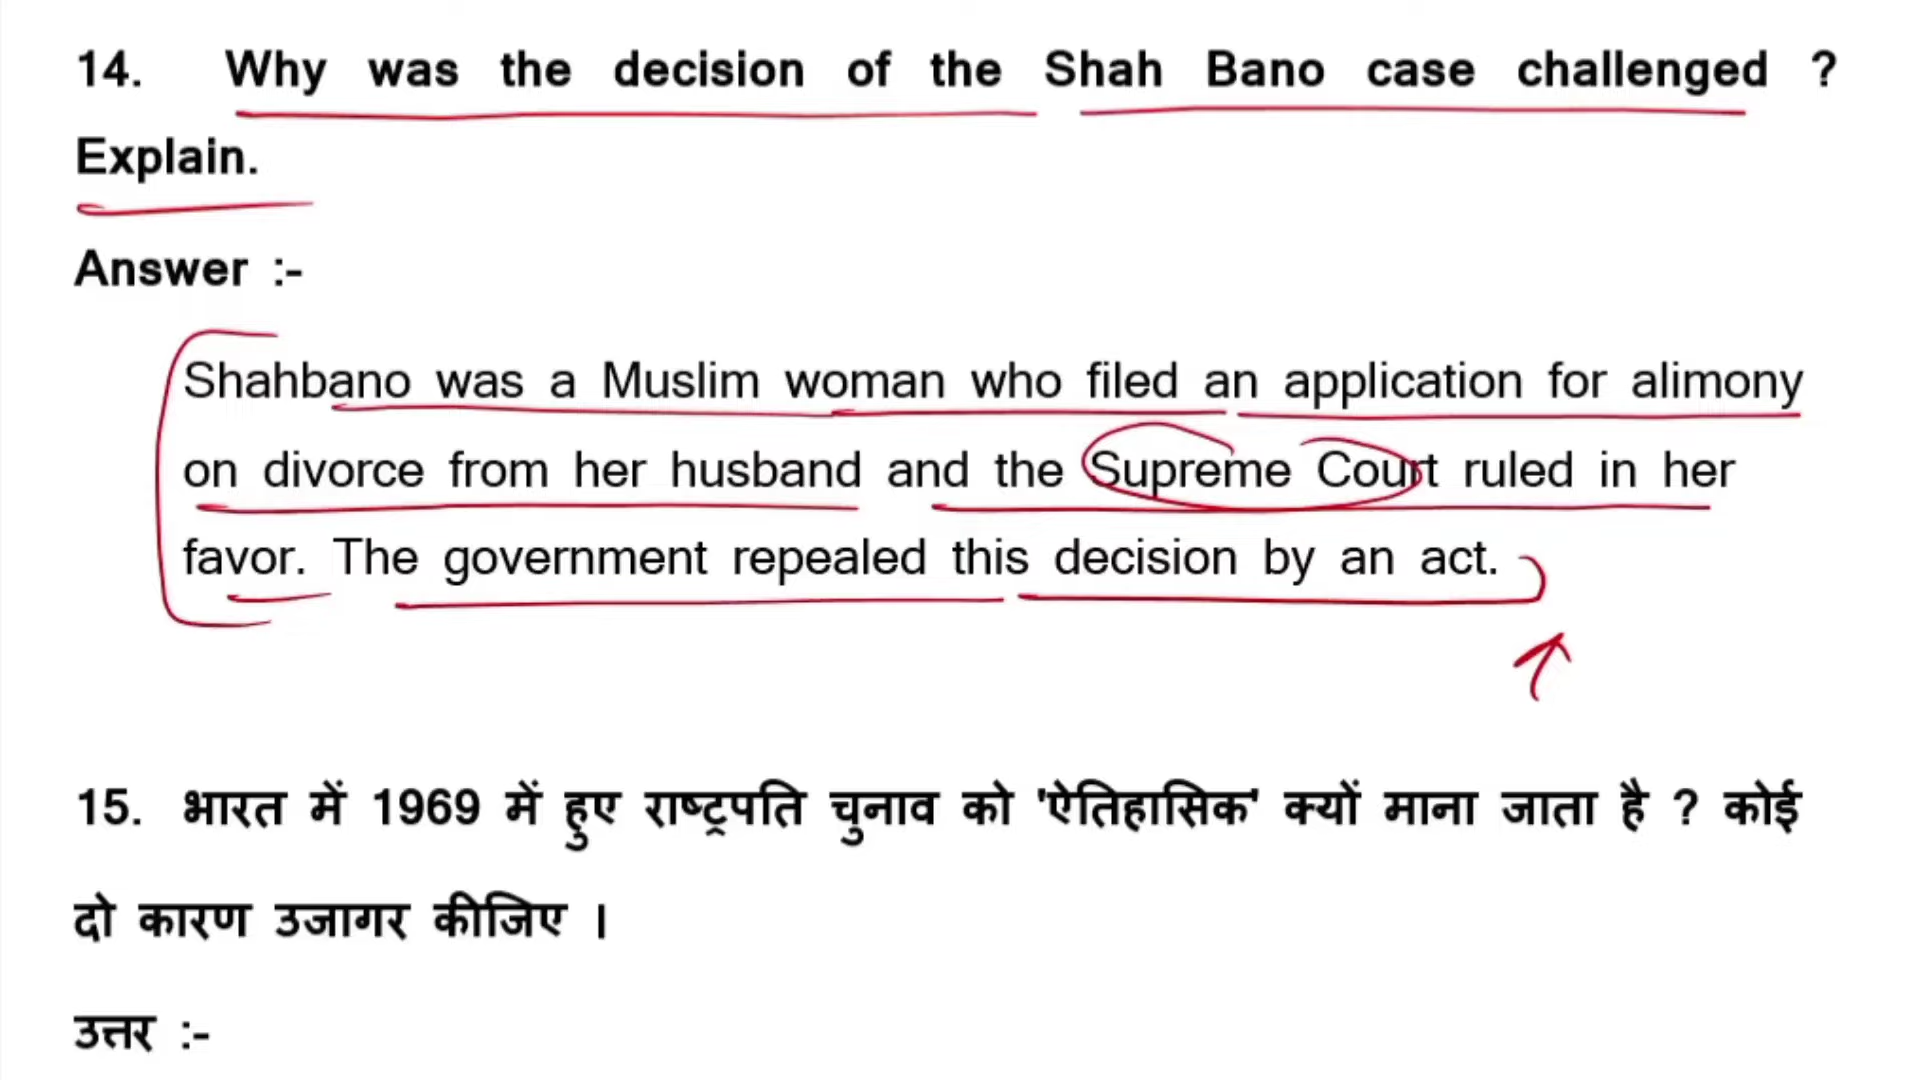 14. Why was the decision of the Shah Bano case challenged ?
Explain.
Answer :-
Shahbano was a Muslim woman who filed an application for alimony
on divorce from her husband and the Supreme Court ruled in her
favor. The government repealed this decision by an act.
15. भारत में 1969 में हुए राष्ट्रपति चुनाव को 'ऐतिहासिक' क्यों माना जाता है ? कोई
दो कारण उजागर कीजिए ।
उत्तर :-